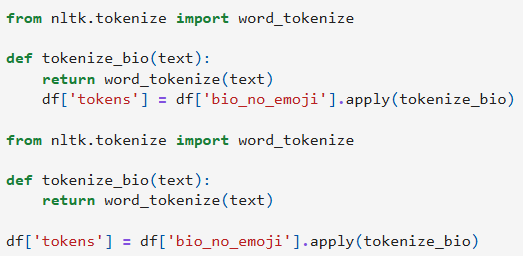 from nltk.tokenize import word_tokenize
def tokenize_bio(text):
    return word_tokenize(text)
    df['tokens'] = df['bio_no_emoji'].apply(tokenize_bio)
from nltk.tokenize import word_tokenize
def tokenize_bio(text):
    return word_tokenize(text)
df['tokens'] = df['bio_no_emoji'].apply(tokenize_bio)